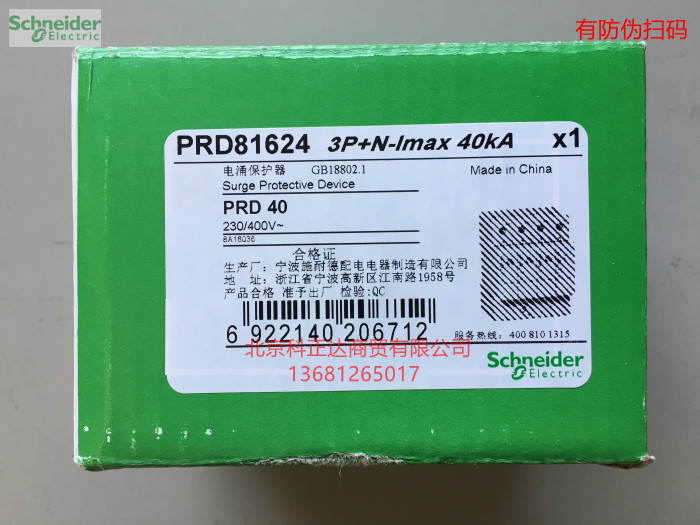 Schneider
Electric
有防伪扫码
PRD81624 3P+N-Imax 40kA x1
电涌保护器 GB18802.1
Made in China
Surge Protective Device
PRD 40
230/400V~
8A18036
合格证
生产厂: 宁波施耐德配电电器制造有限公司
地 址: 浙江省宁波高新区江南路1958号
产品合格 准予出厂 检验:QC
6 922140 206712
服务热线: 400 810 1315
北京科正达商贸有限公司
13681265017
Schneider
Electric